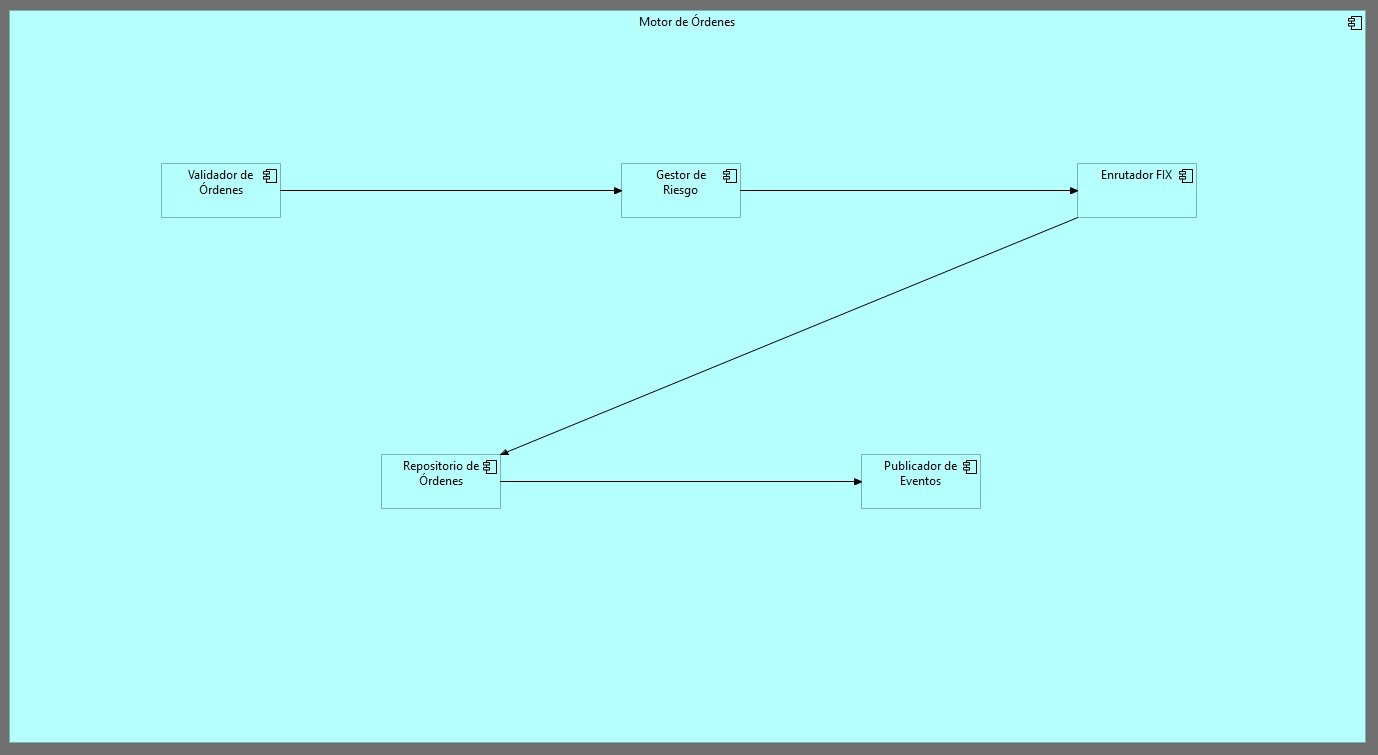 Motor de Órdenes
Validador de
Órdenes
Gestor de
Riesgo
Enrutador FIX
Repositorio de
Órdenes
Publicador de
Eventos